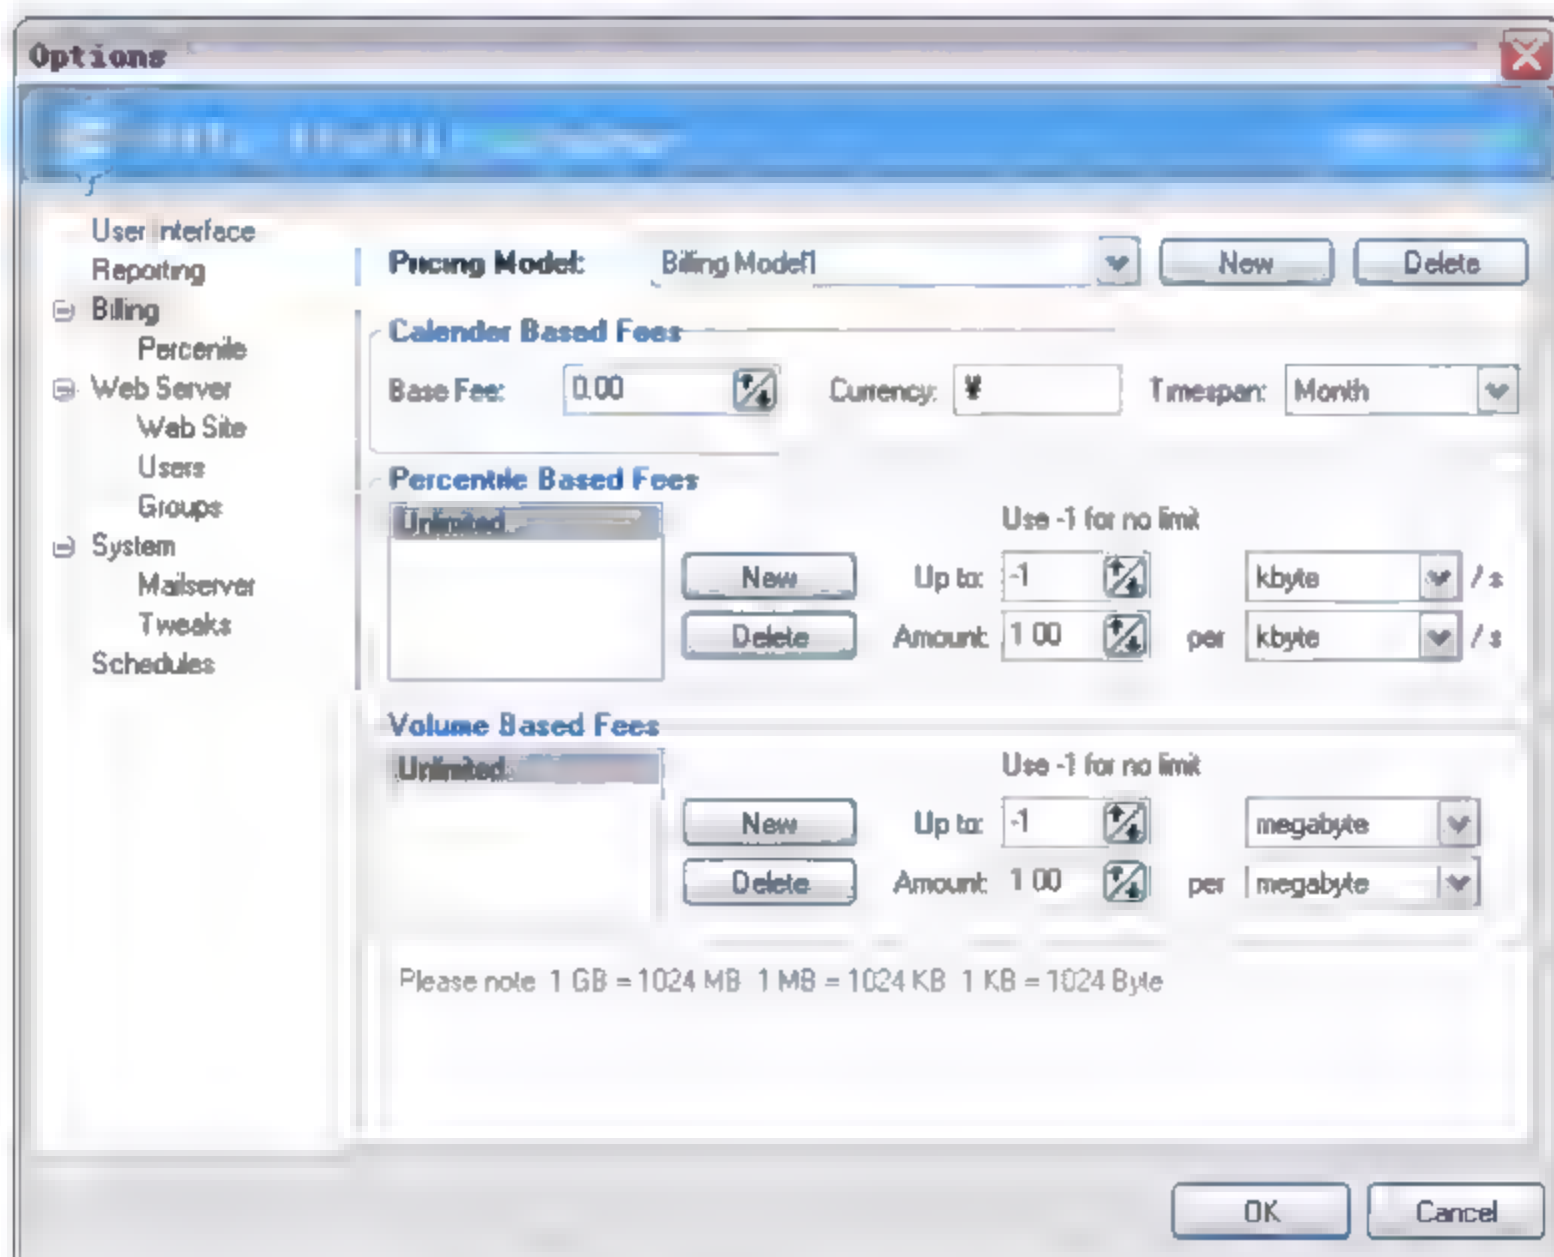 Options
User Interface
Reporting
Billing
Percenile
Web Server
Web Site
Users
Groups
System
Mailserver
Tweaks
Schedules
Pricing Model: Billing Model1 New Delete
Calender Based Fees
Base Fee: 0.00 Currency: ¥ Timespan: Month
Percentile Based Fees
Unlimited
Use -1 for no limit
New Up to: -1 kbyte / s
Delete Amount: 1 00 per kbyte / s
Volume Based Fees
Unlimited
Use -1 for no limit
New Up to: -1 megabyte
Delete Amount: 1 00 per megabyte
Please note 1 GB = 1024 MB 1 MB = 1024 KB 1 KB = 1024 Byte
OK Cancel